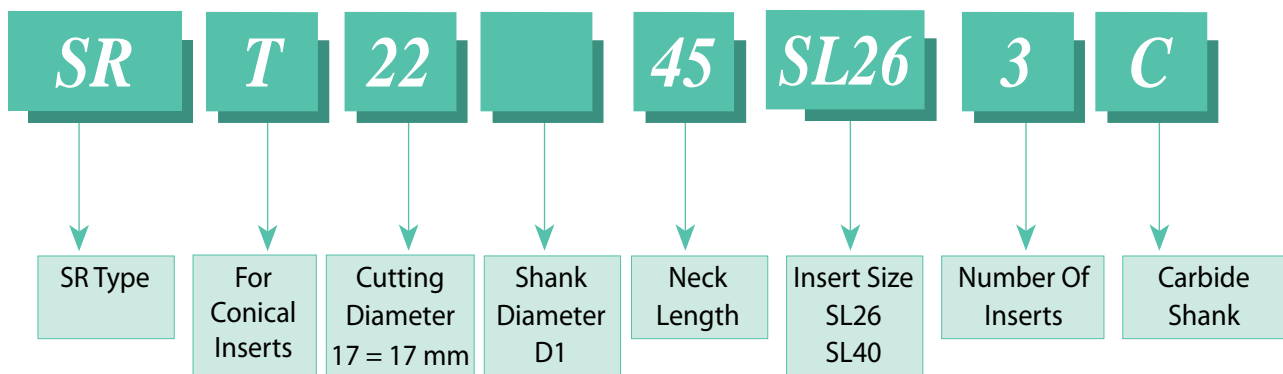 SR T 22 45 SL26 3 C
SR Type
For
Conical
Inserts
Cutting
Diameter
17 = 17 mm
Shank
Diameter
D1
Neck
Length
Insert Size
SL26
SL40
Number Of
Inserts
Carbide
Shank